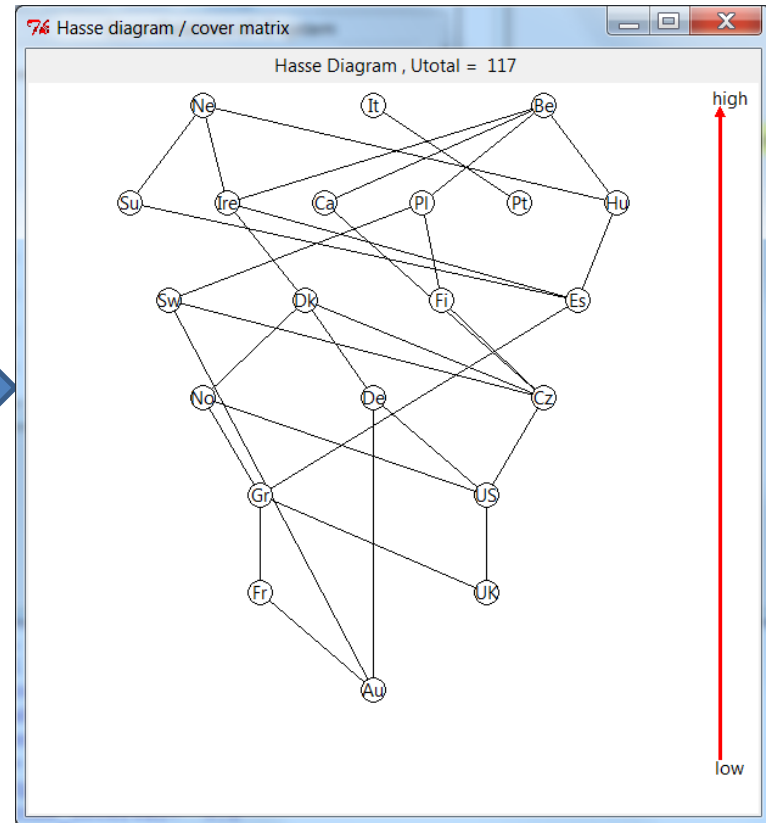 Hasse diagram / cover matrix
Hasse Diagram , Utotal = 117
high
Ne It Be
Su Ire Ca Pl Pt Hu
Sw Dk Fi Es
No De Cz
Gr US
Fr UK
Au
low